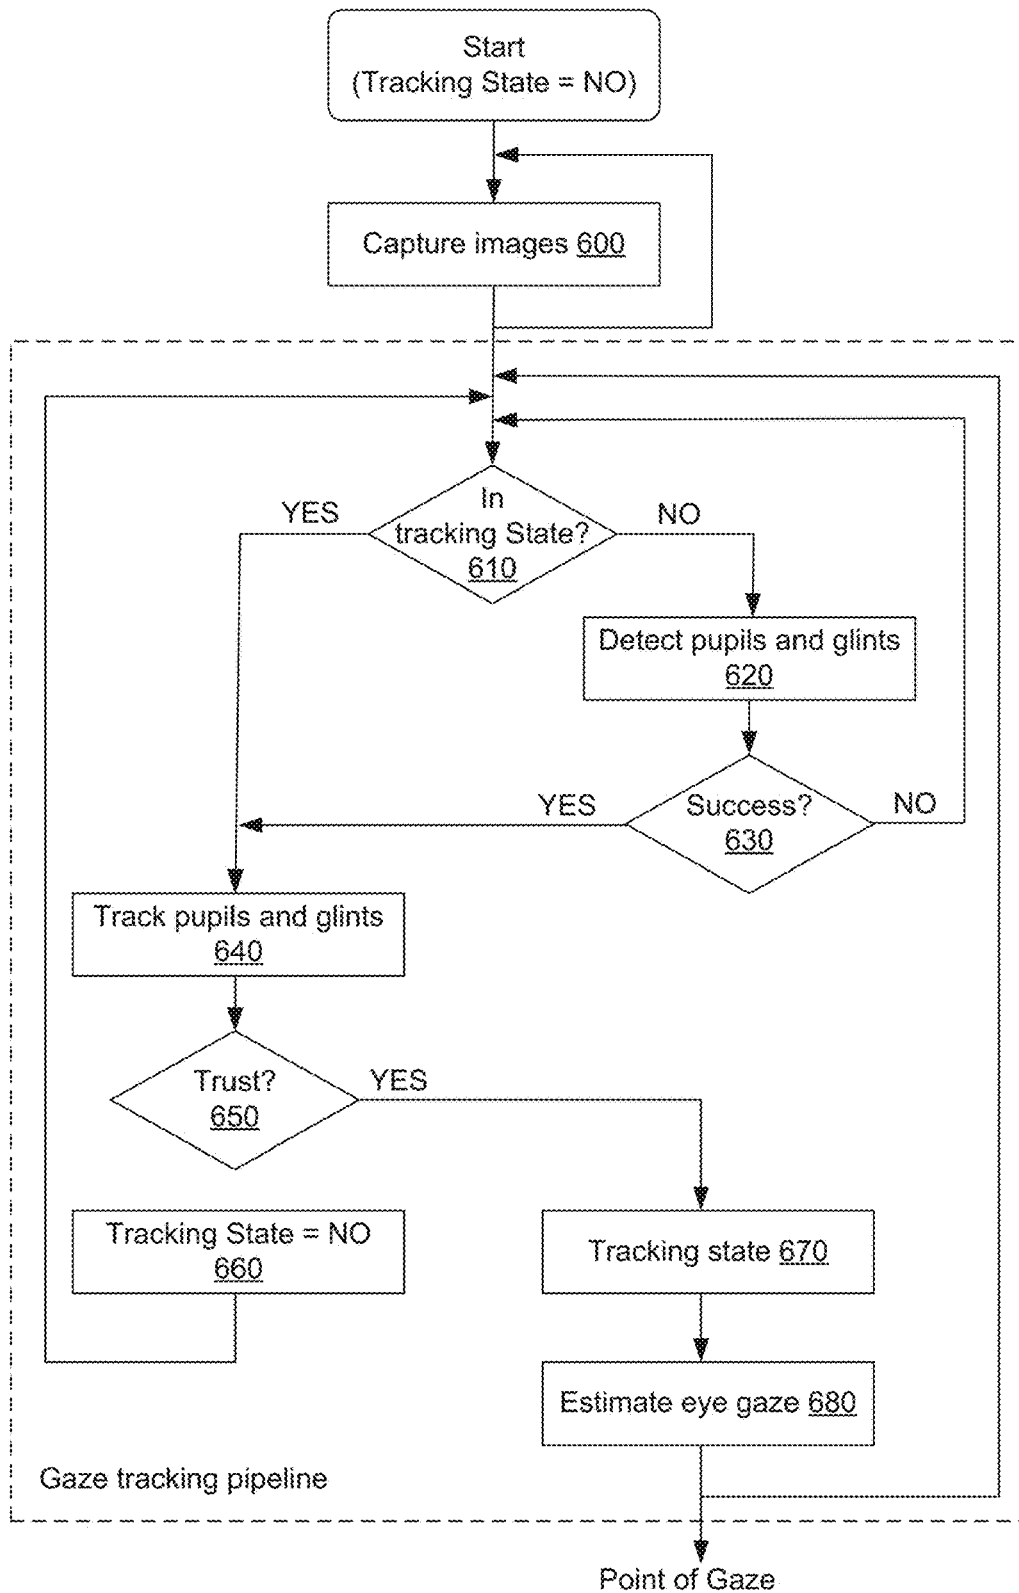 Start
(Tracking State = NO)
Capture images 600
In
tracking State?
610
YES
NO
Detect pupils and glints
620
Success?
630
YES
NO
Track pupils and glints
640
Trust?
650
YES
Tracking State = NO
660
Tracking state 670
Estimate eye gaze 680
Gaze tracking pipeline
Point of Gaze